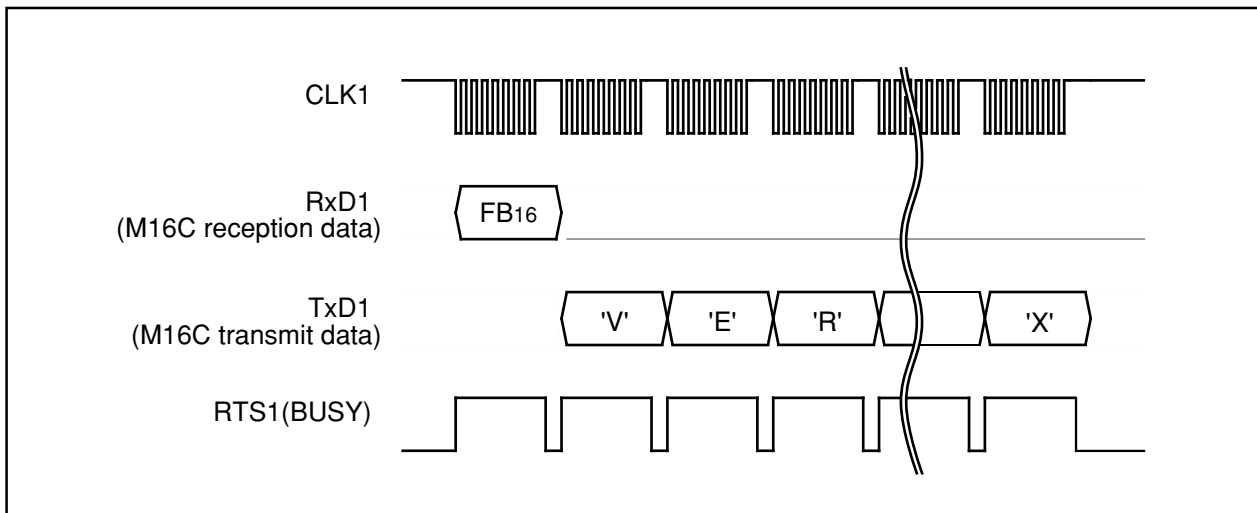 CLK1
RxD1
(M16C reception data)
FB16
TxD1
(M16C transmit data)
'V' 'E' 'R' 'X'
RTS1(BUSY)